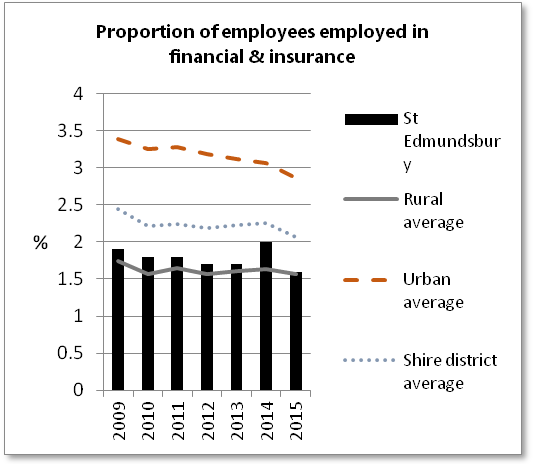 Proportion of employees employed in
financial & insurance
4
3.5
3
2.5
2
1.5
1
0.5
0
%
2009
2010
2011
2012
2013
2014
2015
St
Edmundsbur
y
Rural
average
Urban
average
Shire district
average